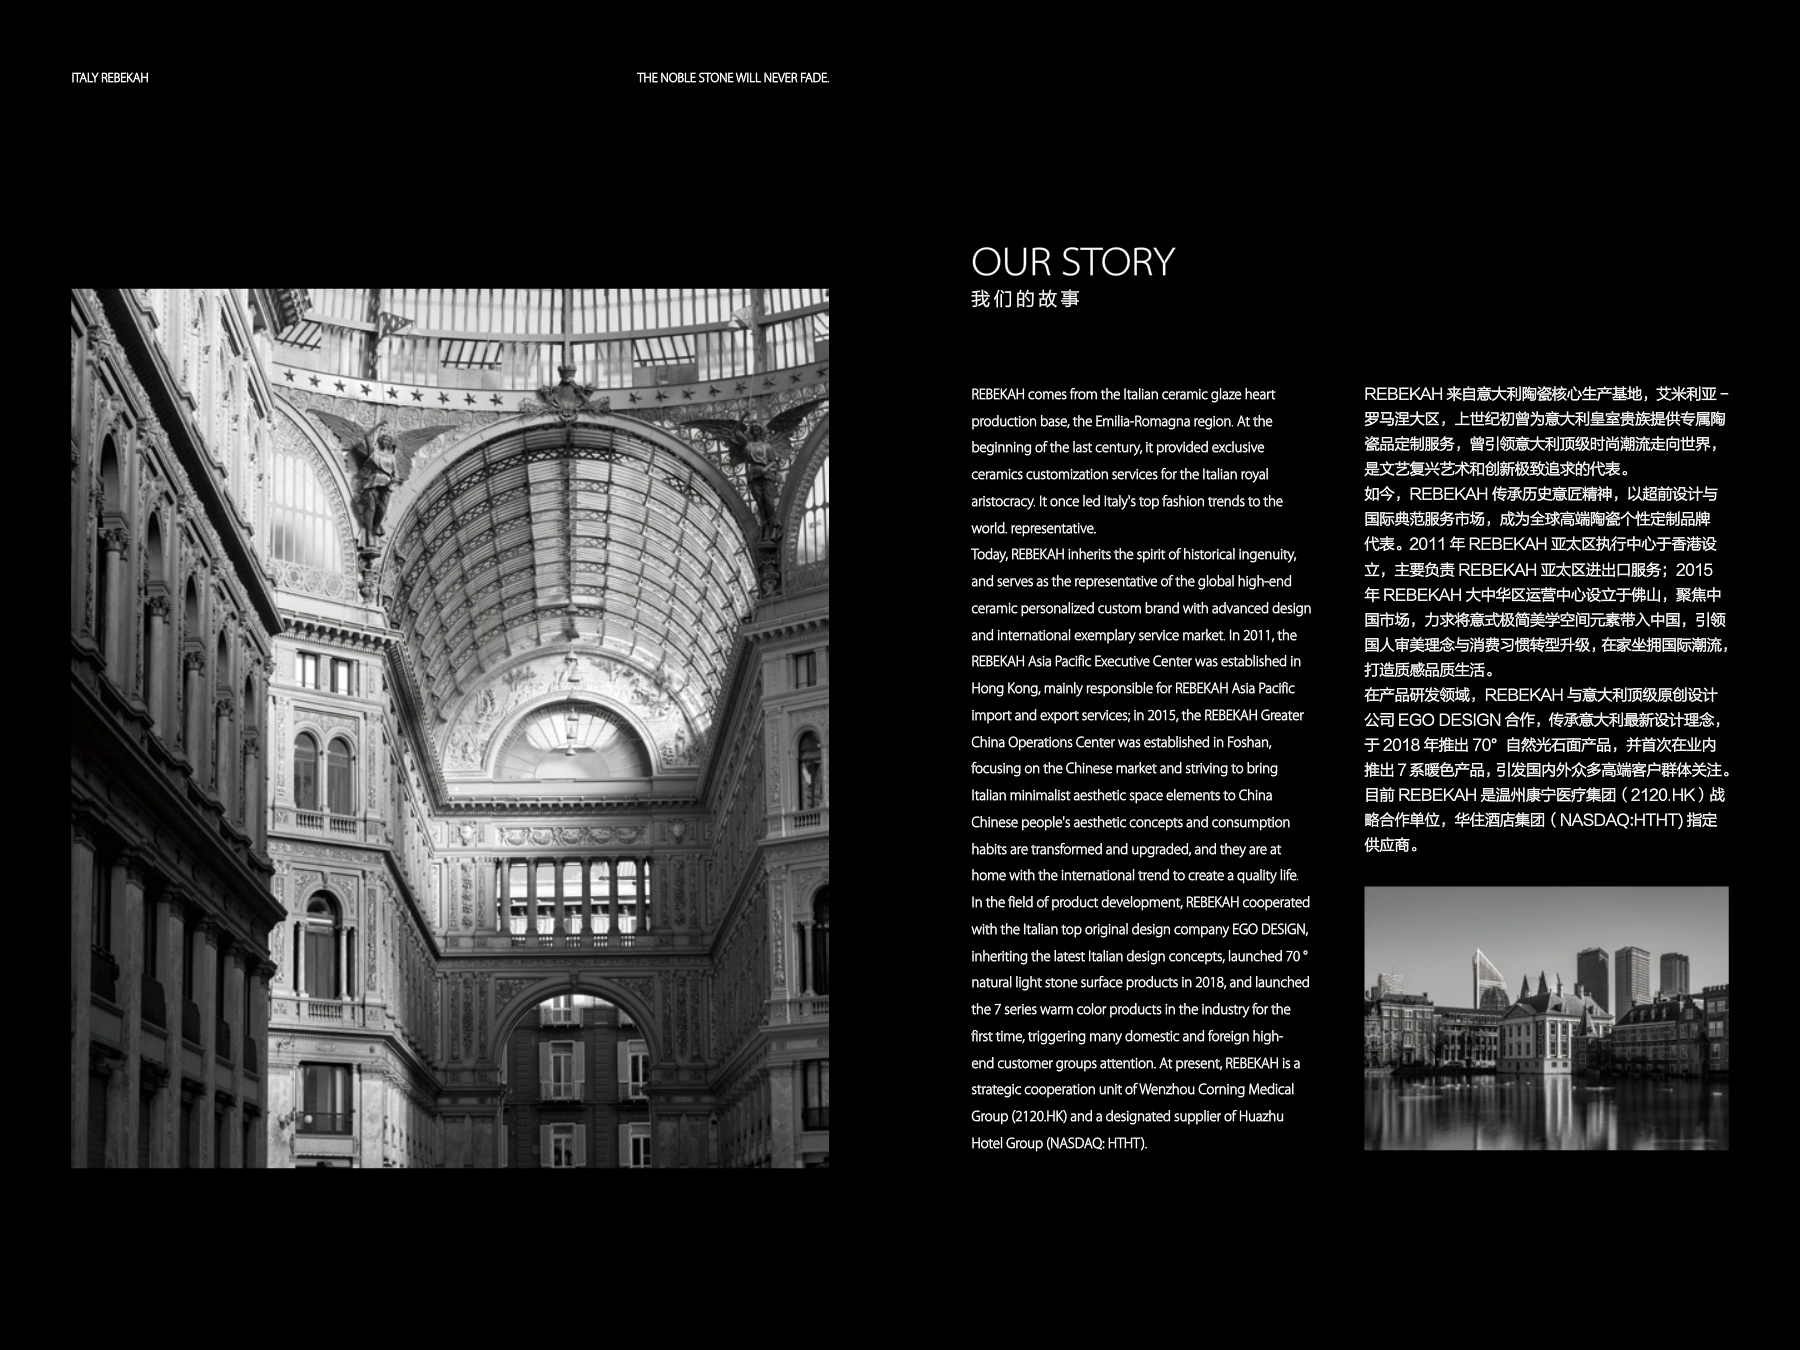 ITALY REBEKAH
THE NOBLE STONE WILL NEVER FADE.
OUR STORY
我们的故事
REBEKAH comes from the Italian ceramic glaze heart
production base, the Emilia-Romagna region. At the
beginning of the last century, it provided exclusive
ceramics customization services for the Italian royal
aristocracy. It once led Italy's top fashion trends to the
world. representative.
Today, REBEKAH inherits the spirit of historical ingenuity,
and serves as the representative of the global high-end
ceramic personalized custom brand with advanced design
and international exemplary service market. In 2011, the
REBEKAH Asia Pacific Executive Center was established in
Hong Kong, mainly responsible for REBEKAH Asia Pacific
import and export services; in 2015, the REBEKAH Greater
China Operations Center was established in Foshan,
focusing on the Chinese market and striving to bring
Italian minimalist aesthetic space elements to China
Chinese people's aesthetic concepts and consumption
habits are transformed and upgraded, and they are at
home with the international trend to create a quality life.
In the field of product development, REBEKAH cooperated
with the Italian top original design company EGO DESIGN,
inheriting the latest Italian design concepts, launched 70 °
natural light stone surface products in 2018, and launched
the 7 series warm color products in the industry for the
first time, triggering many domestic and foreign high-
end customer groups attention. At present, REBEKAH is a
strategic cooperation unit of Wenzhou Corning Medical
Group (2120.HK) and a designated supplier of Huazhu
Hotel Group (NASDAQ: HTHT).
REBEKAH 来自意大利陶瓷核心生产基地，艾米利亚 –
罗马涅大区，上世纪初曾为意大利皇室贵族提供专属陶
瓷品定制服务，曾引领意大利顶级时尚潮流走向世界，
是文艺复兴艺术和创新极致追求的代表。
如今，REBEKAH 传承历史意匠精神，以超前设计与
国际典范服务市场，成为全球高端陶瓷个性定制品牌
代表。2011 年 REBEKAH 亚太区执行中心于香港设
立，主要负责 REBEKAH 亚太区进出口服务；2015
年 REBEKAH 大中华区运营中心设立于佛山，聚焦中
国市场，力求将意式极简美学空间元素带入中国，引领
国人审美理念与消费习惯转型升级，在家坐拥国际潮流，
打造质感品质生活。
在产品研发领域，REBEKAH 与意大利顶级原创设计
公司 EGO DESIGN 合作，传承意大利最新设计理念，
于 2018 年推出 70° 自然光石面产品，并首次在业内
推出 7 系暖色产品，引发国内外众多高端客户群体关注。
目前 REBEKAH 是温州康宁医疗集团（2120.HK）战
略合作单位，华住酒店集团（NASDAQ:HTHT) 指定
供应商。